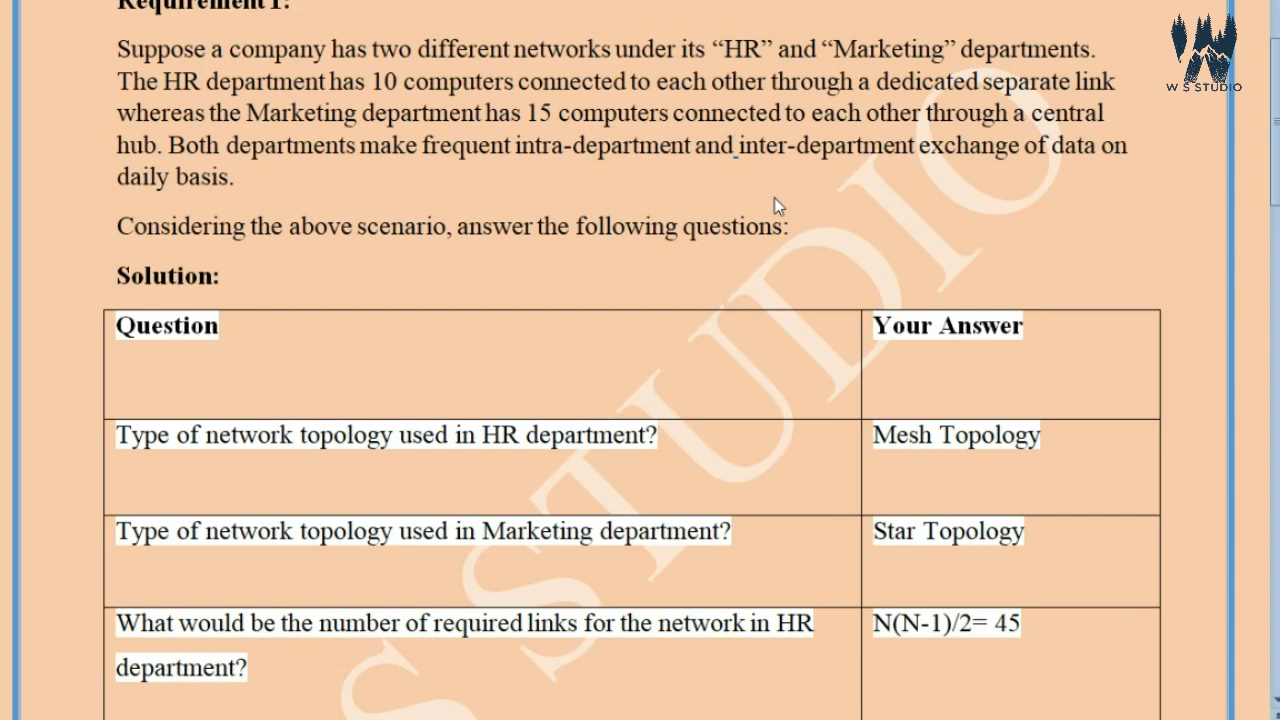 Requirement 1:
Suppose a company has two different networks under its “HR” and “Marketing” departments.
The HR department has 10 computers connected to each other through a dedicated separate link
whereas the Marketing department has 15 computers connected to each other through a central
hub. Both departments make frequent intra-department and inter-department exchange of data on
daily basis.
Considering the above scenario, answer the following questions:
Solution:
Question
Your Answer
Type of network topology used in HR department?
Mesh Topology
Type of network topology used in Marketing department?
Star Topology
What would be the number of required links for the network in HR
department?
N(N-1)/2= 45
W S STUDIO
S STUDIO